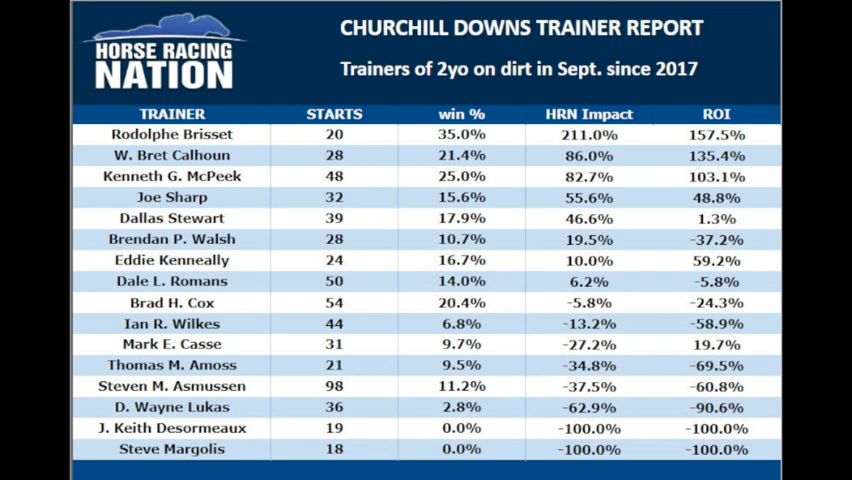 HORSE RACING
NATION
CHURCHILL DOWNS TRAINER REPORT
Trainers of 2yo on dirt in Sept. since 2017
TRAINER STARTS win % HRN Impact ROI
Rodolphe Brisset 20 35.0% 211.0% 157.5%
W. Bret Calhoun 28 21.4% 86.0% 135.4%
Kenneth G. McPeek 48 25.0% 82.7% 103.1%
Joe Sharp 32 15.6% 55.6% 48.8%
Dallas Stewart 39 17.9% 46.6% 1.3%
Brendan P. Walsh 28 10.7% 19.5% -37.2%
Eddie Kenneally 24 16.7% 10.0% 59.2%
Dale L. Romans 50 14.0% 6.2% -5.8%
Brad H. Cox 54 20.4% -5.8% -24.3%
Ian R. Wilkes 44 6.8% -13.2% -58.9%
Mark E. Casse 31 9.7% -27.2% 19.7%
Thomas M. Amoss 21 9.5% -34.8% -69.5%
Steven M. Asmussen 98 11.2% -37.5% -60.8%
D. Wayne Lukas 36 2.8% -62.9% -90.6%
J. Keith Desormeaux 19 0.0% -100.0% -100.0%
Steve Margolis 18 0.0% -100.0% -100.0%